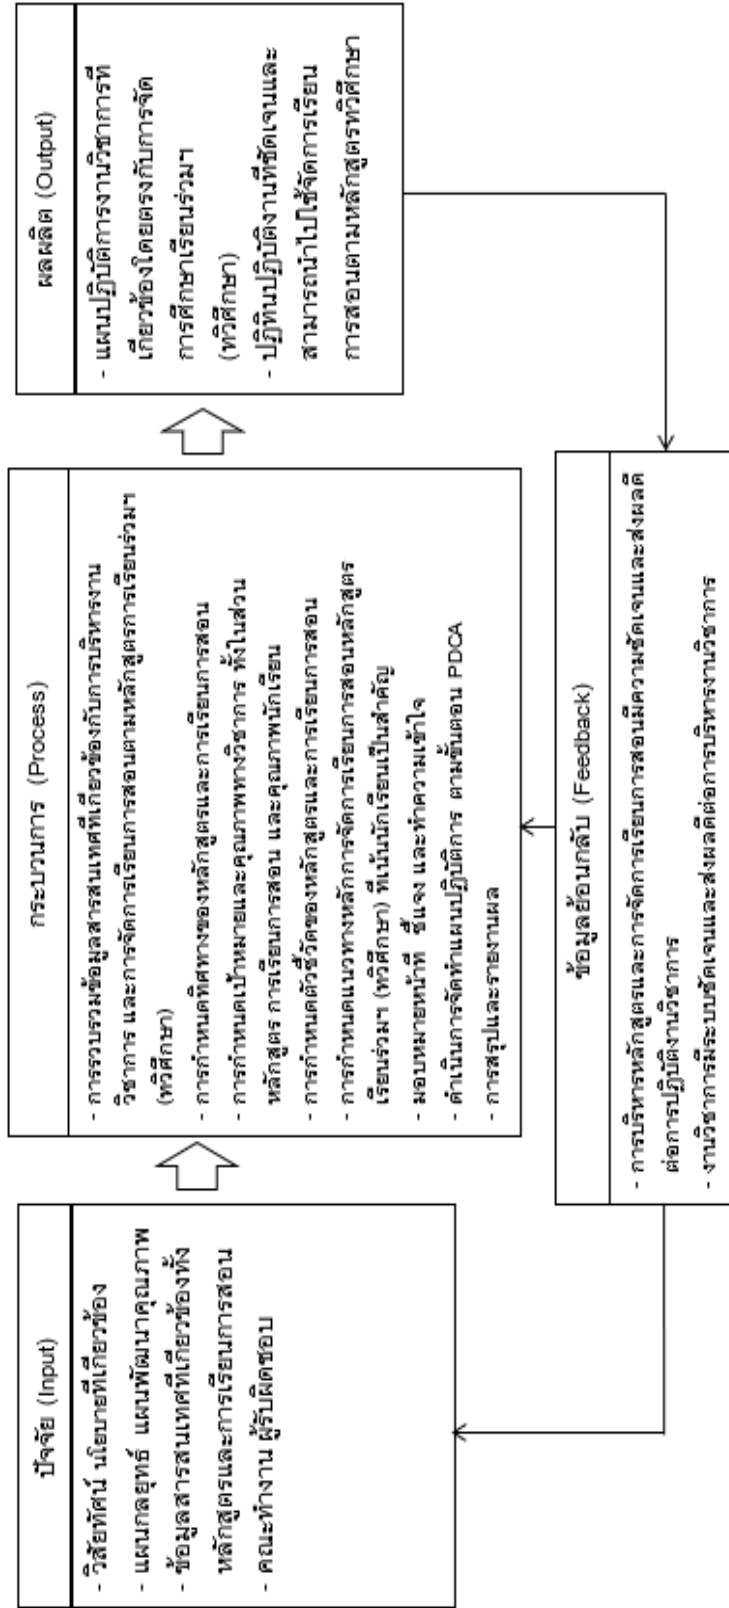 ปัจจัย (Input)
- วิสัยทัศน์ นโยบายที่เกี่ยวข้อง
- แผนกลยุทธ์ แผนพัฒนาคุณภาพ
- ข้อมูลสารสนเทศที่เกี่ยวข้องทั้ง
หลักสูตรและการเรียนการสอน
- คณะทำงาน ผู้รับผิดชอบ
กระบวนการ (Process)
- การรวบรวมข้อมูลสารสนเทศที่เกี่ยวข้องกับการบริหารงาน
วิชาการ และการจัดการเรียนการสอนตามหลักสูตรการเรียนร่วมฯ
(ทวิศึกษา)
- การกำหนดทิศทางของหลักสูตรและการเรียนการสอน
- การกำหนดเป้าหมายและคุณภาพทางวิชาการ ทั้งในส่วน
หลักสูตร การเรียนการสอน และคุณภาพนักเรียน
- การกำหนดตัวชี้วัดของหลักสูตรและการเรียนการสอน
- การกำหนดแนวทางหลักการจัดการเรียนการสอนหลักสูตร
เรียนร่วมฯ (ทวิศึกษา) ที่เน้นนักเรียนเป็นสำคัญ
- มอบหมายหน้าที่ ชี้แจง และทำความเข้าใจ
- ดำเนินการจัดทำแผนปฏิบัติการ ตามขั้นตอน PDCA
- การสรุปและรายงานผล
ผลผลิต (Output)
- แผนปฏิบัติการงานวิชาการที่
เกี่ยวข้องโดยตรงกับการจัด
การศึกษาเรียนร่วมฯ
(ทวิศึกษา)
- ปฏิทินปฏิบัติงานที่ชัดเจนและ
สามารถนำไปใช้จัดการเรียน
การสอนตามหลักสูตรทวิศึกษา
ข้อมูลย้อนกลับ (Feedback)
- การบริหารหลักสูตรและการจัดการเรียนการสอนมีความชัดเจนและส่งผลดี
ต่อการปฏิบัติงานวิชาการ
- งานวิชาการมีระบบชัดเจนและส่งผลดีต่อการบริหารงานวิชาการ